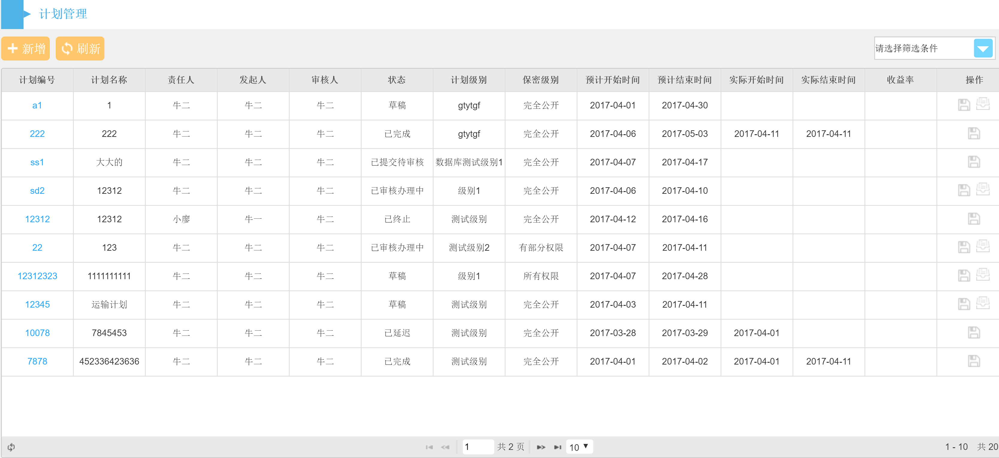 计划管理
新增 刷新 请选择筛选条件
计划编号 计划名称 责任人 发起人 审核人 状态 计划级别 保密级别 预计开始时间 预计结束时间 实际开始时间 实际结束时间 收益率 操作
a1 1 牛二 牛二 牛二 草稿 gtytgf 完全公开 2017-04-01 2017-04-30
222 222 牛二 牛二 牛二 已完成 gtytgf 完全公开 2017-04-06 2017-05-03 2017-04-11 2017-04-11
ss1 大大的 牛二 牛二 牛二 已提交待审核 数据库测试级别1 完全公开 2017-04-07 2017-04-17
sd2 12312 牛二 牛二 牛二 已审核办理中 级别1 完全公开 2017-04-06 2017-04-10
12312 12312 小廖 牛一 牛二 已终止 测试级别 完全公开 2017-04-12 2017-04-16
22 123 牛二 牛二 牛二 已审核办理中 测试级别2 有部分权限 2017-04-07 2017-04-11
12312323 1111111111 牛二 牛二 牛二 草稿 级别1 所有权限 2017-04-07 2017-04-28
12345 运输计划 牛二 牛二 牛二 草稿 测试级别 完全公开 2017-04-03 2017-04-11
10078 7845453 牛二 牛二 牛二 已延迟 测试级别 完全公开 2017-03-28 2017-03-29 2017-04-01
7878 452336423636 牛二 牛二 牛二 已完成 测试级别 完全公开 2017-04-01 2017-04-02 2017-04-01 2017-04-11
1 共 2 页 10 1 - 10 共 20